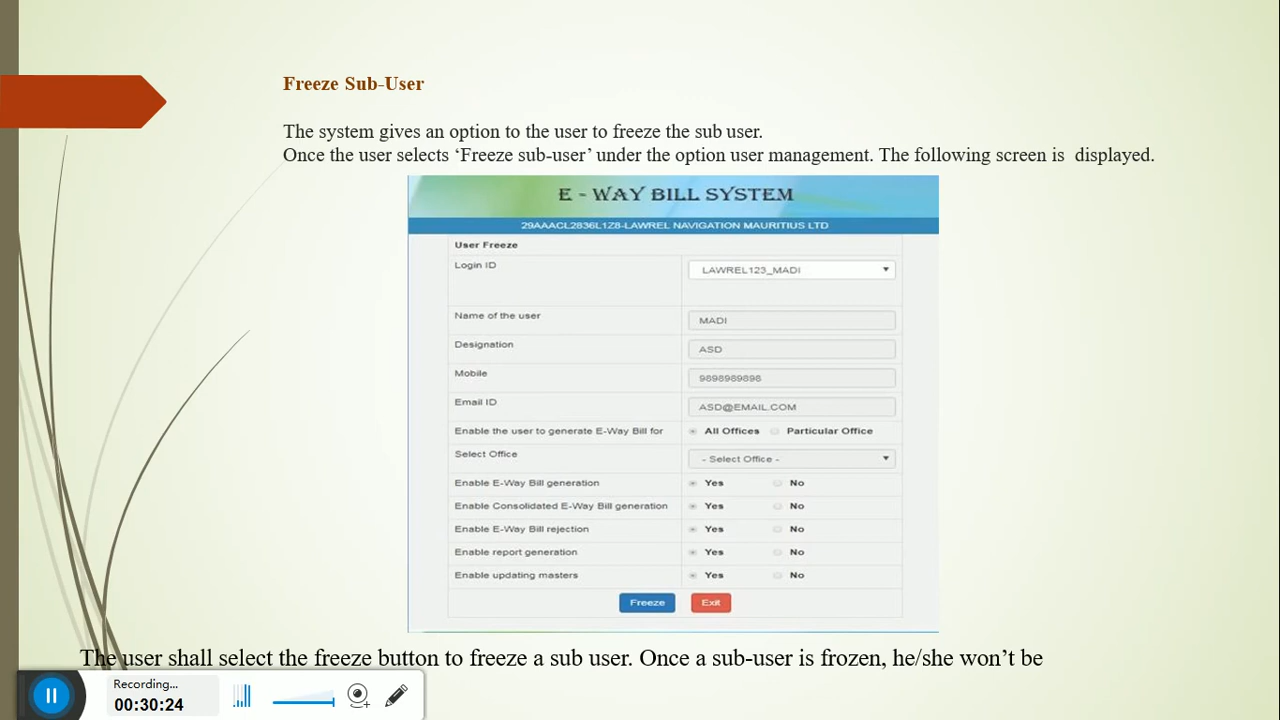 Freeze Sub-User
The system gives an option to the user to freeze the sub user.
Once the user selects ‘Freeze sub-user’ under the option user management. The following screen is displayed.
E - WAY BILL SYSTEM
29AAACL2836L1Z8-LAWREL NAVIGATION MAURITIUS LTD
User Freeze
Login ID LAWREL123_MADI
Name of the user MADI
Designation ASD
Mobile 9898989898
Email ID ASD@EMAIL.COM
Enable the user to generate E-Way Bill for All Offices Particular Office
Select Office - Select Office -
Enable E-Way Bill generation Yes No
Enable Consolidated E-Way Bill generation Yes No
Enable E-Way Bill rejection Yes No
Enable report generation Yes No
Enable updating masters Yes No
Freeze Exit
The user shall select the freeze button to freeze a sub user. Once a sub-user is frozen, he/she won’t be
Recording...
00:30:24